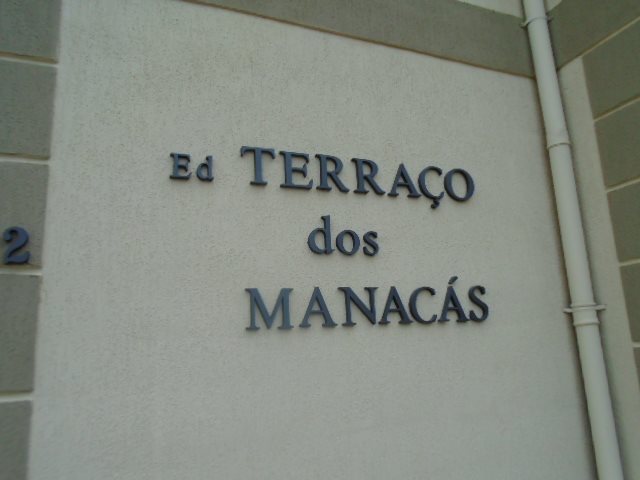 Ed TERRAÇO
dos
MANACÁS
2